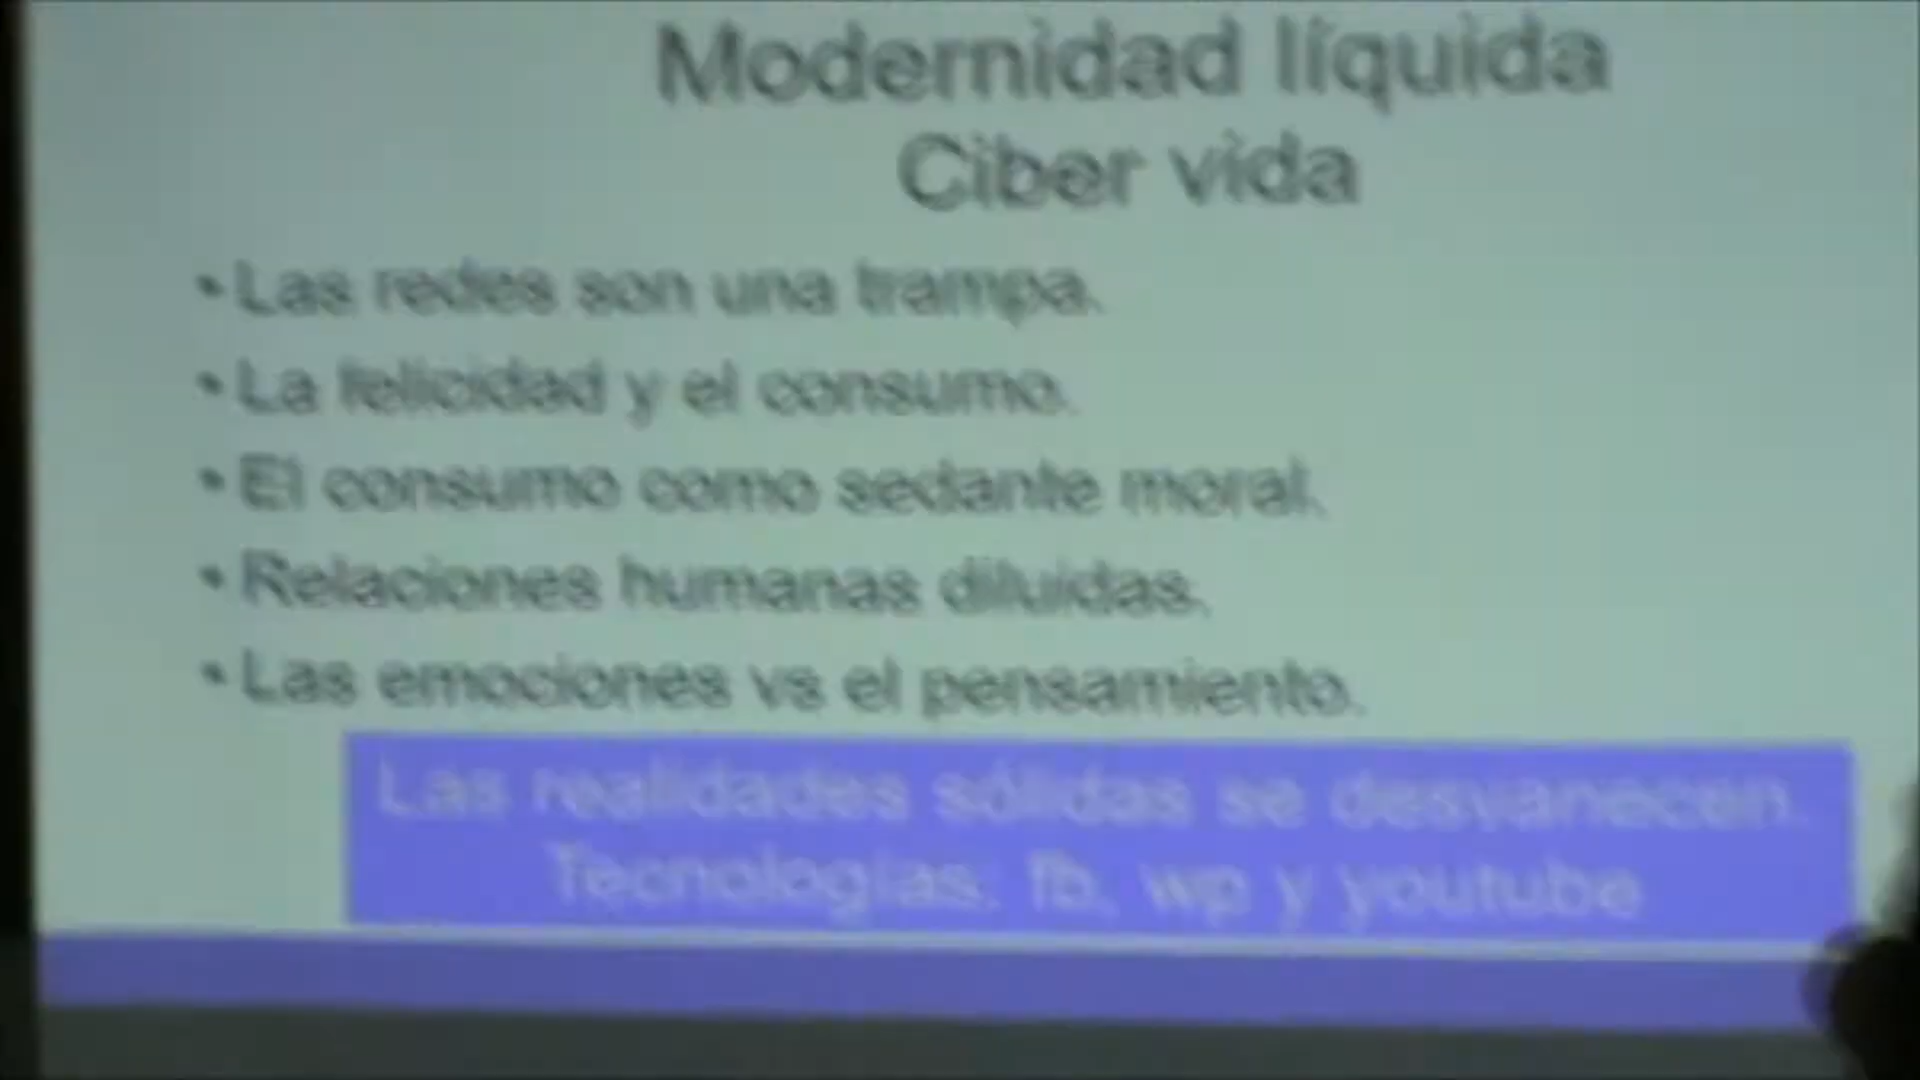 Modernidad líquida
Ciber vida
• Las redes son una trampa.
• La felicidad y el consumo.
• El consumo como sedante moral.
• Relaciones humanas diluidas.
• Las emociones vs el pensamiento.
Las realidades sólidas se desvanecen.
Tecnologías: fb, wp y youtube